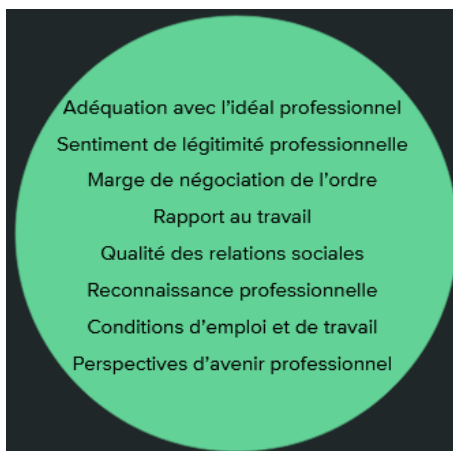 Adéquation avec l'idéal professionnel
Sentiment de légitimité professionnelle
Marge de négociation de l'ordre
Rapport au travail
Qualité des relations sociales
Reconnaissance professionnelle
Conditions d'emploi et de travail
Perspectives d'avenir professionnel